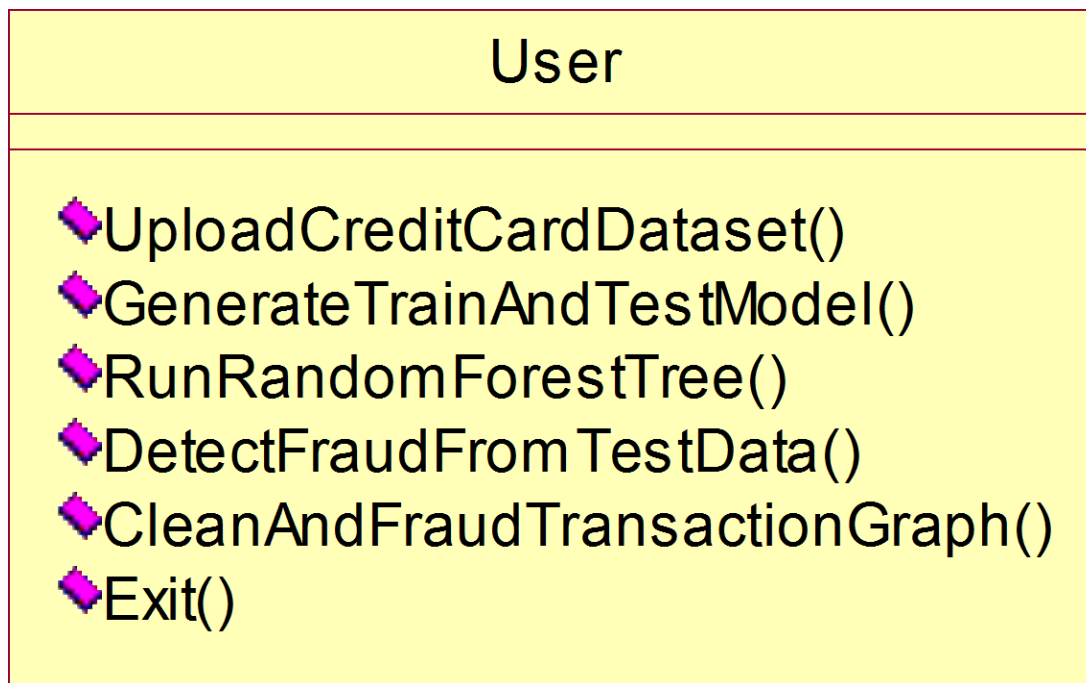 User
UploadCreditCardDataset()
GenerateTrainAndTestModel()
RunRandomForestTree()
DetectFraudFromTestData()
CleanAndFraudTransactionGraph()
Exit()